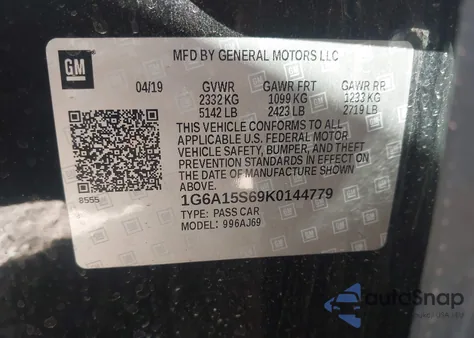 GM
MFD BY GENERAL MOTORS LLC
04/19 GVWR GAWR FRT GAWR RR
2332 KG 1099 KG 1233 KG
5142 LB 2423 LB 2719 LB
THIS VEHICLE CONFORMS TO ALL
APPLICABLE U.S. FEDERAL MOTOR
VEHICLE SAFETY, BUMPER, AND THEFT
PREVENTION STANDARDS IN EFFECT ON
THE DATE OF MANUFACTURE SHOWN
ABOVE.
8555
1G6A15S69K0144779
TYPE: PASS CAR
MODEL: 996AJ69
autoSnap